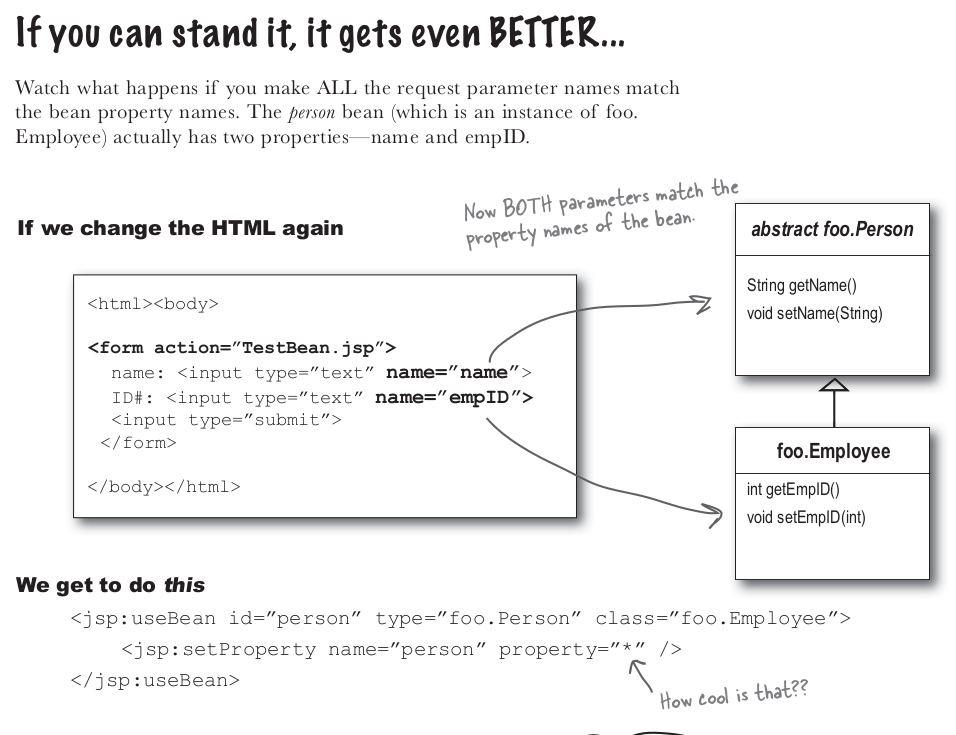 If you can stand it, it gets even BETTER...
Watch what happens if you make ALL the request parameter names match
the bean property names. The person bean (which is an instance of foo.
Employee) actually has two properties—name and empID.
Now BOTH parameters match the
property names of the bean.
If we change the HTML again
<html><body>
<form action=”TestBean.jsp”>
name: <input type=”text” name=”name”>
ID#: <input type=”text” name=”empID”>
<input type=”submit”>
</form>
</body></html>
abstract foo.Person
String getName()
void setName(String)
foo.Employee
int getEmpID()
void setEmpID(int)
We get to do this
<jsp:useBean id=”person” type=”foo.Person” class=”foo.Employee”>
<jsp:setProperty name=”person” property=”*” />
</jsp:useBean>
How cool is that??